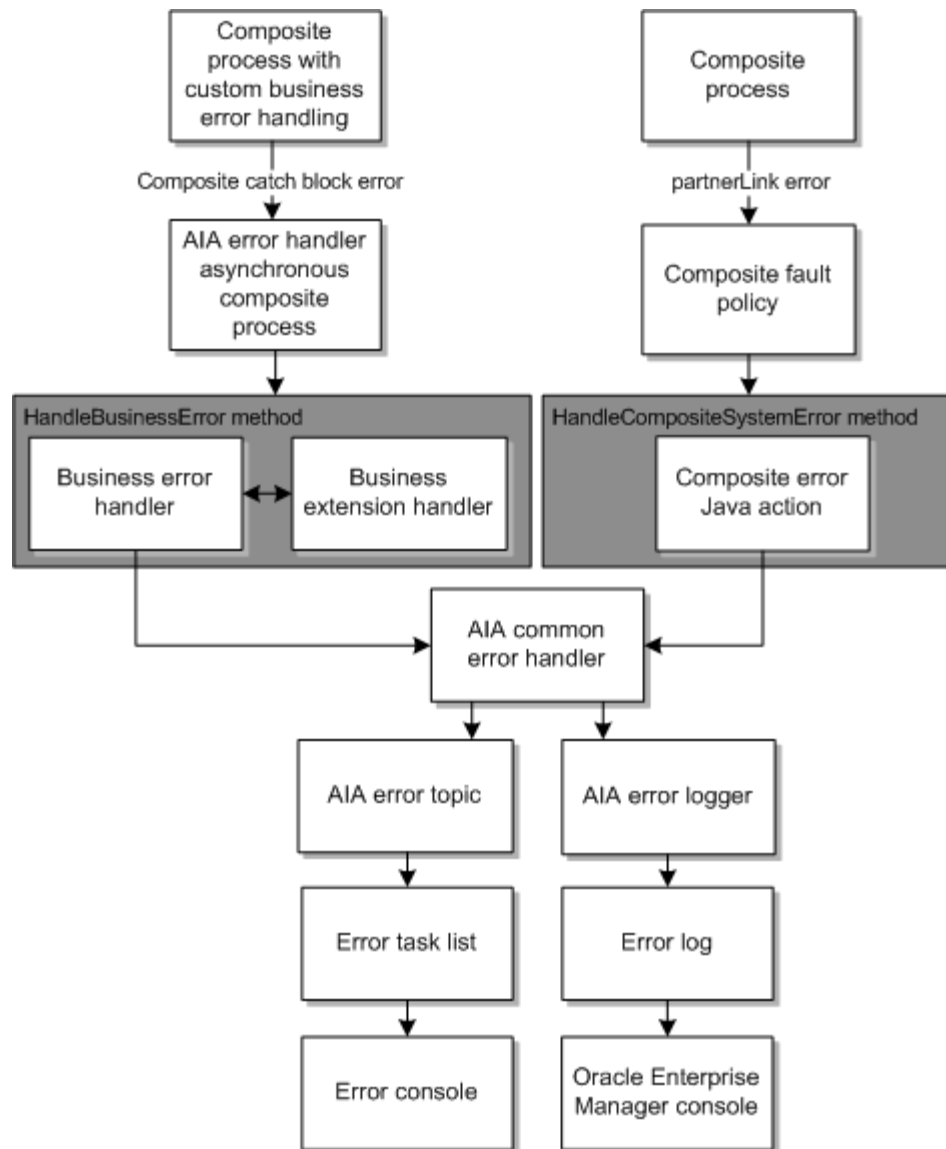 Composite
process with
custom business
error handling
Composite
process
Composite catch block error
partnerLink error
AIA error handler
asynchronous
composite
process
Composite fault
policy
HandleBusinessError method
HandleCompositeSystemError method
Business error
handler
Business
extension handler
Composite error
Java action
AIA common
error handler
AIA error topic
AIA error logger
Error task list
Error log
Error console
Oracle Enterprise
Manager console